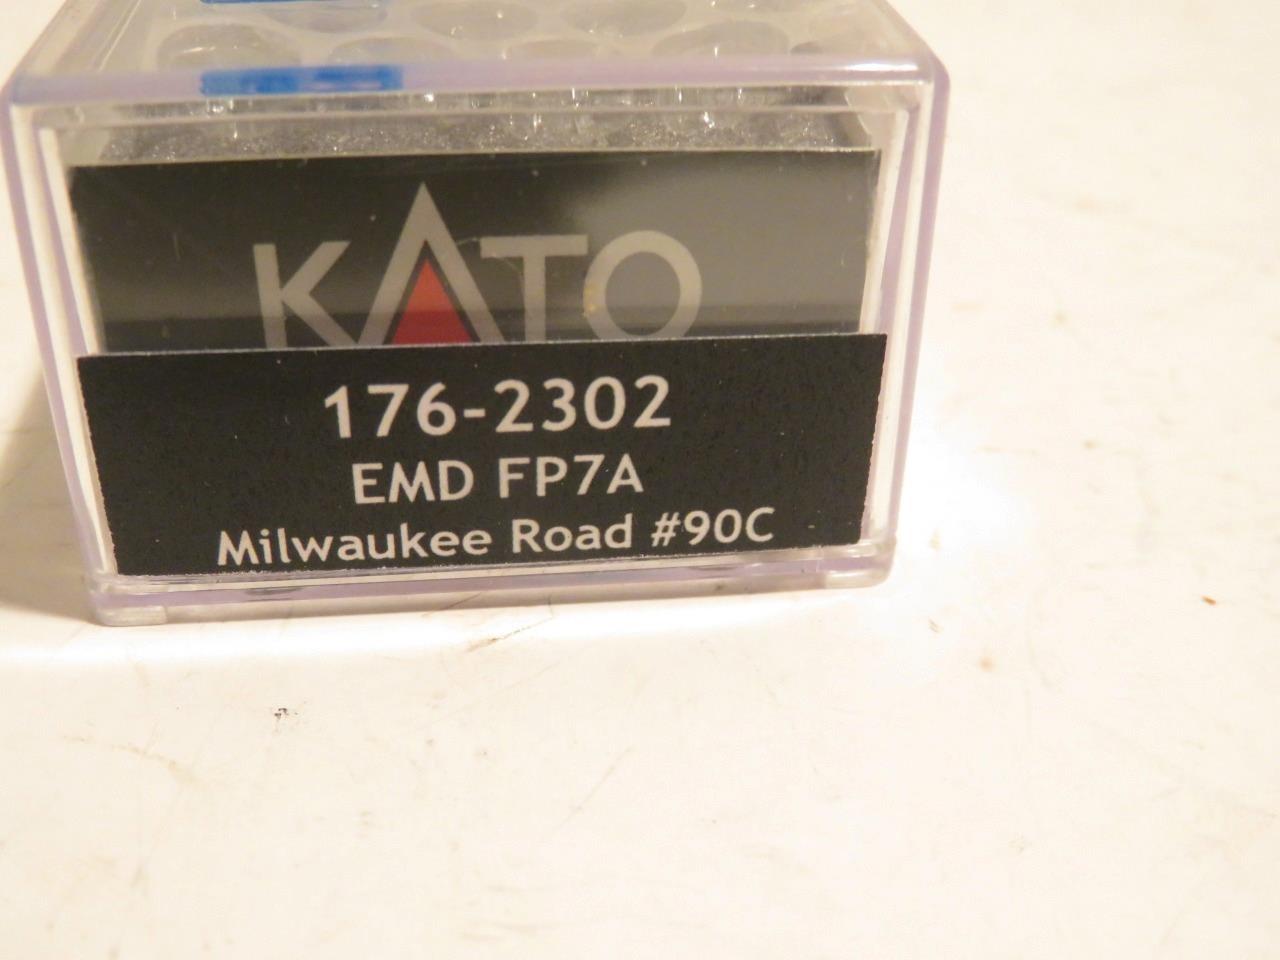 KATO
176-2302
EMD FP7A
Milwaukee Road #90C